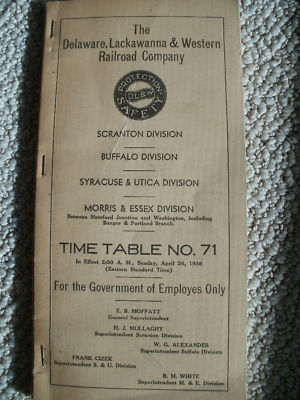 The
Delaware, Lackawanna & Western
Railroad Company
PROTECTION
DL&W
SAFETY
SCRANTON DIVISION
BUFFALO DIVISION
SYRACUSE & UTICA DIVISION
MORRIS & ESSEX DIVISION
Between Slateford Junction and Washington, including
Bangor & Portland Branch.
TIME TABLE NO. 71
In Effect 2:00 A. M., Sunday, April 26, 1936
(Eastern Standard Time)
For the Government of Employes Only
E. B. MOFFATT
General Superintendent
H. J. MULLAGHY
Superintendent Scranton Division
W. G. ALEXANDER
Superintendent Buffalo Division
FRANK CIZEK
Superintendent S. & U. Division
R. M. WHITE
Superintendent M. & E. Division